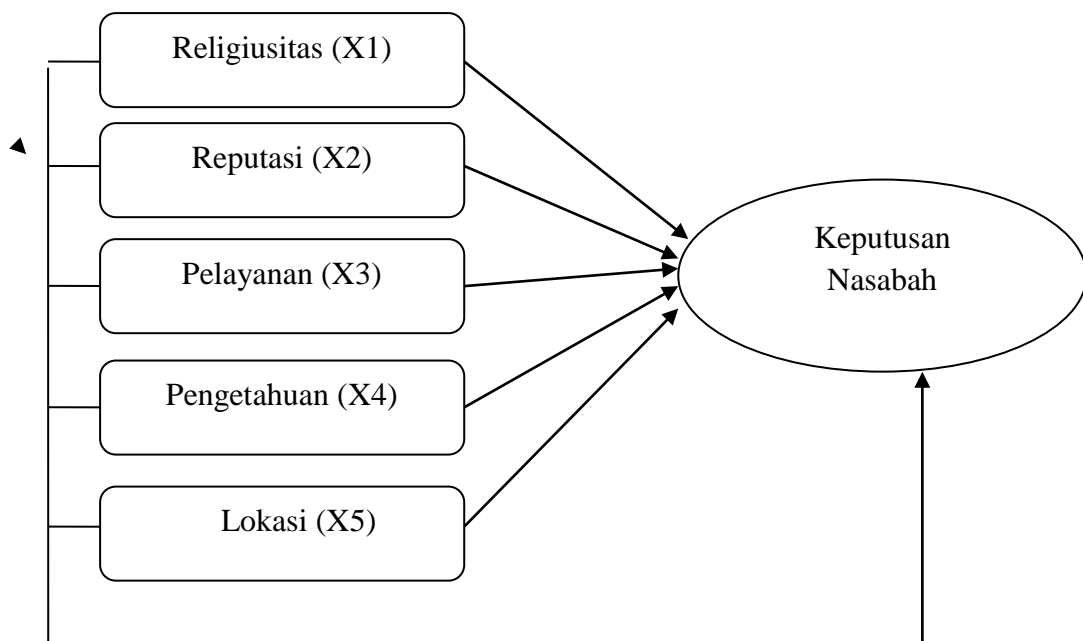 Religiusitas (X1)
Reputasi (X2)
Pelayanan (X3)
Pengetahuan (X4)
Lokasi (X5)
Keputusan
Nasabah